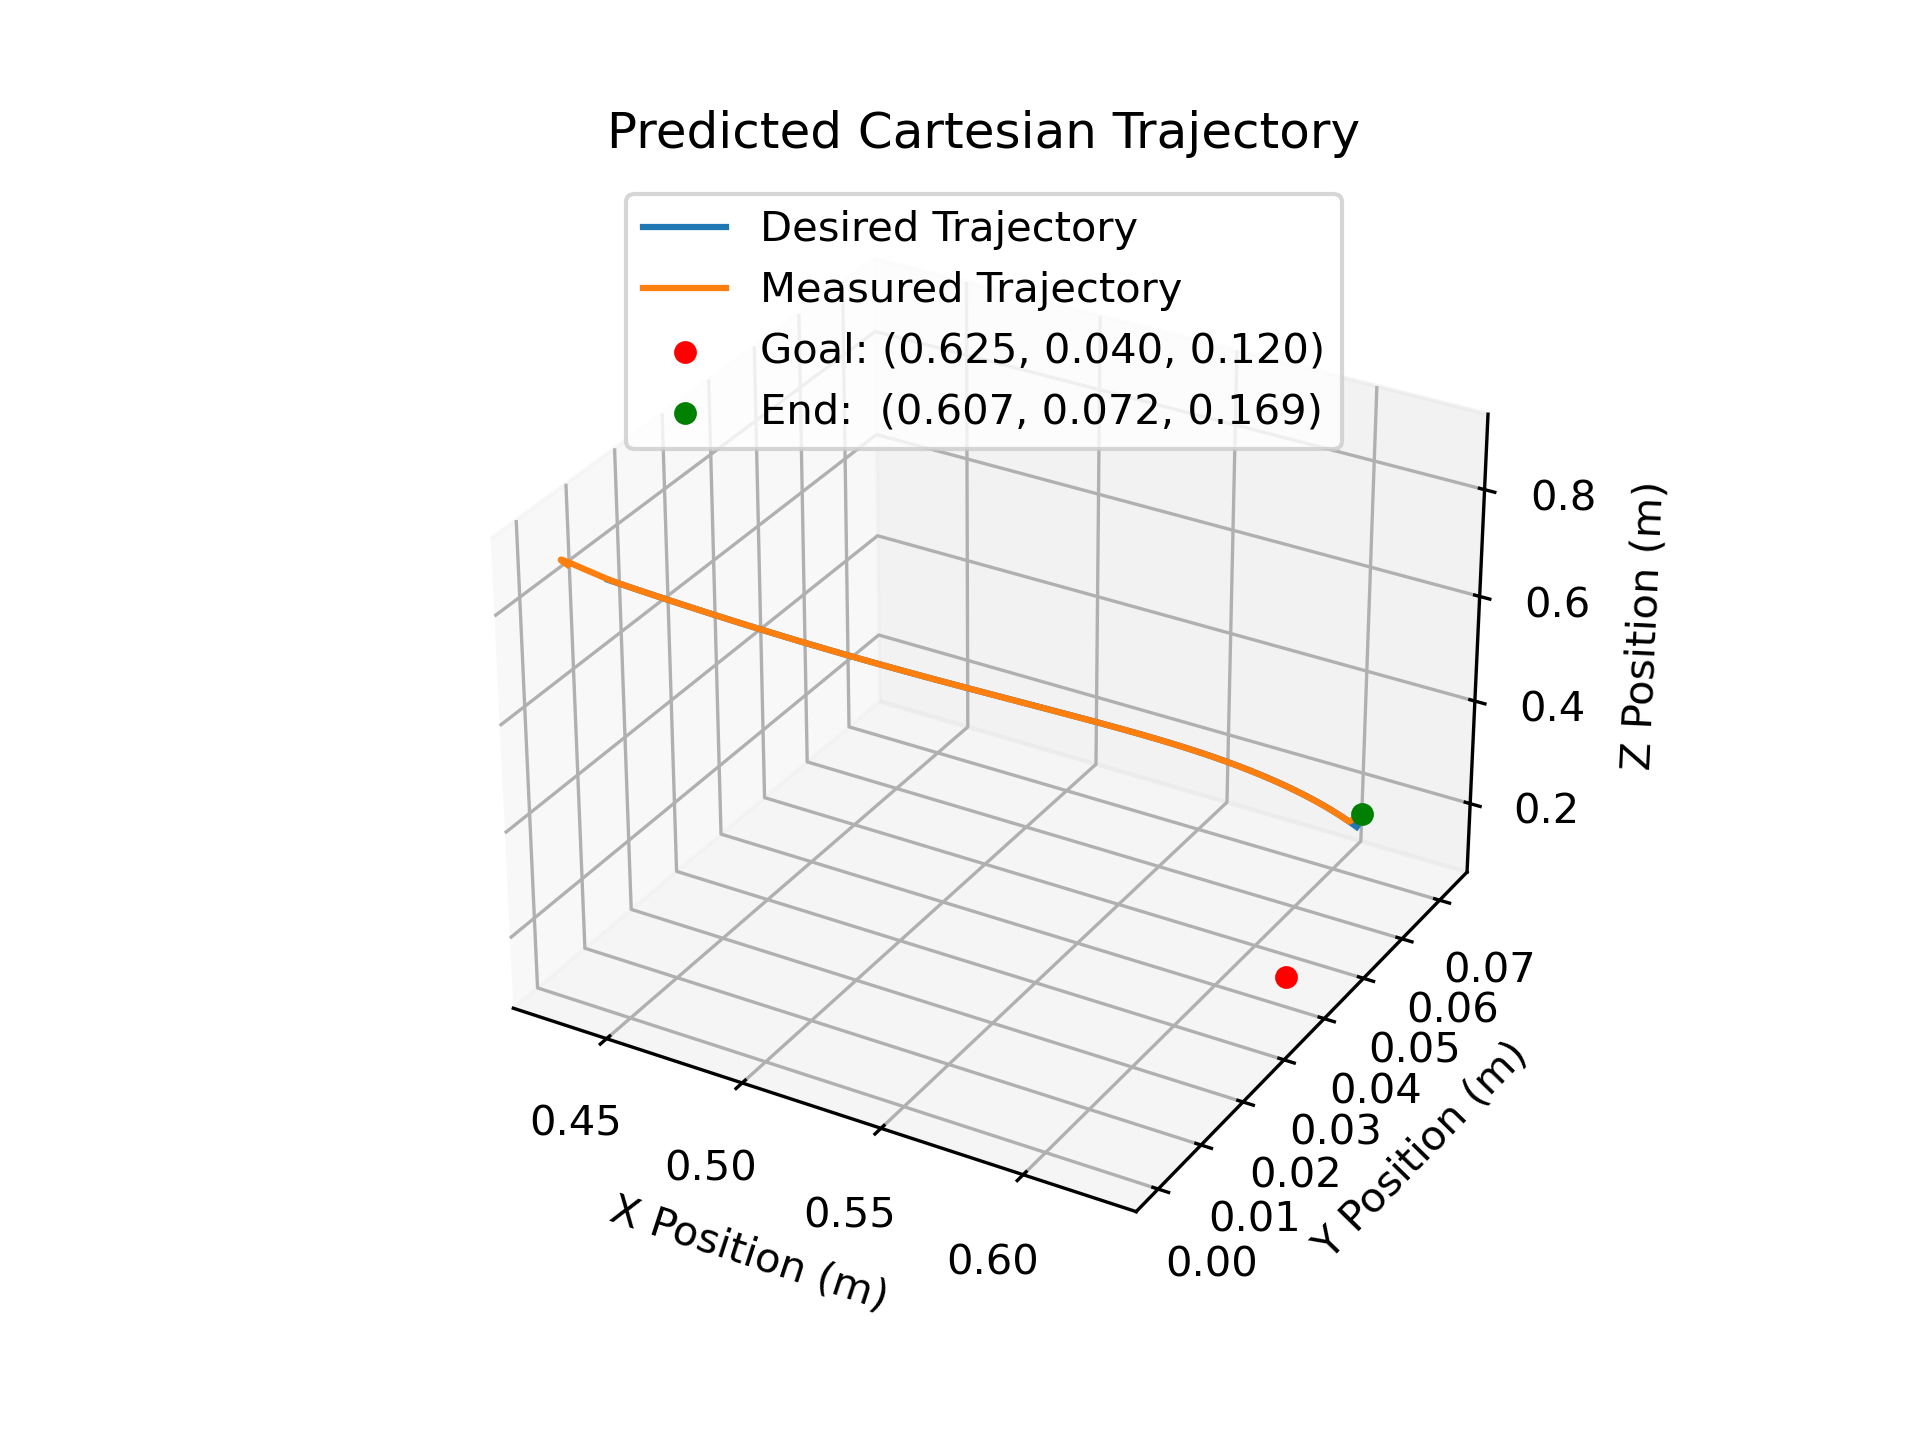 Predicted Cartesian Trajectory
Desired Trajectory
Measured Trajectory
Goal: (0.625, 0.040, 0.120)
End: (0.607, 0.072, 0.169)
0.8
0.6
0.4
0.2
Z Position (m)
0.07
0.06
0.05
0.04
0.03
0.02
0.01
0.00
Y Position (m)
0.45
0.50
0.55
0.60
X Position (m)